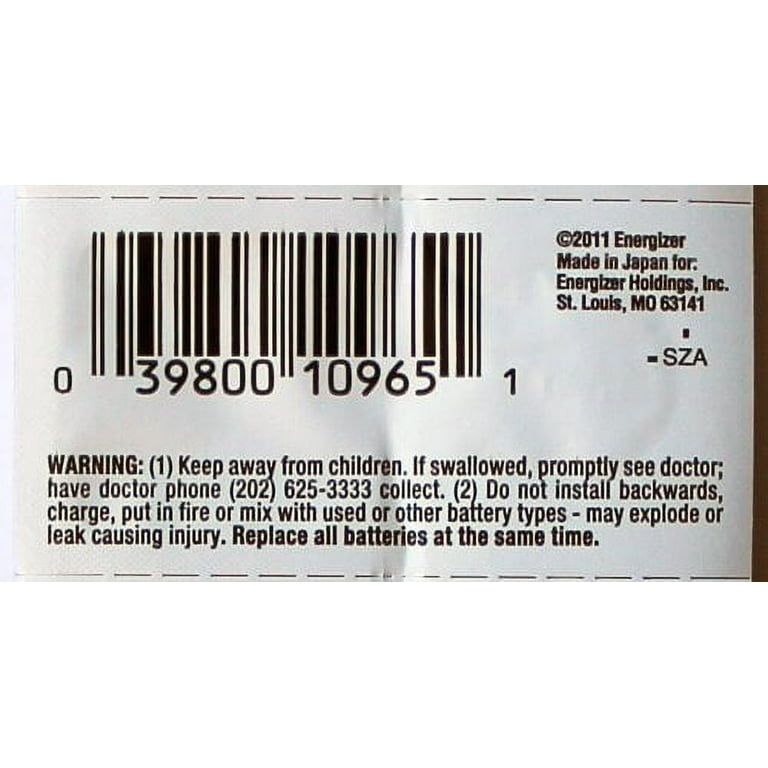 ©2011 Energizer
Made in Japan for:
Energizer Holdings, Inc.
St. Louis, MO 63141
-SZA
0 39800 10965 1
WARNING: (1) Keep away from children. If swallowed, promptly see doctor;
have doctor phone (202) 625-3333 collect. (2) Do not install backwards,
charge, put in fire or mix with used or other battery types - may explode or
leak causing injury. Replace all batteries at the same time.